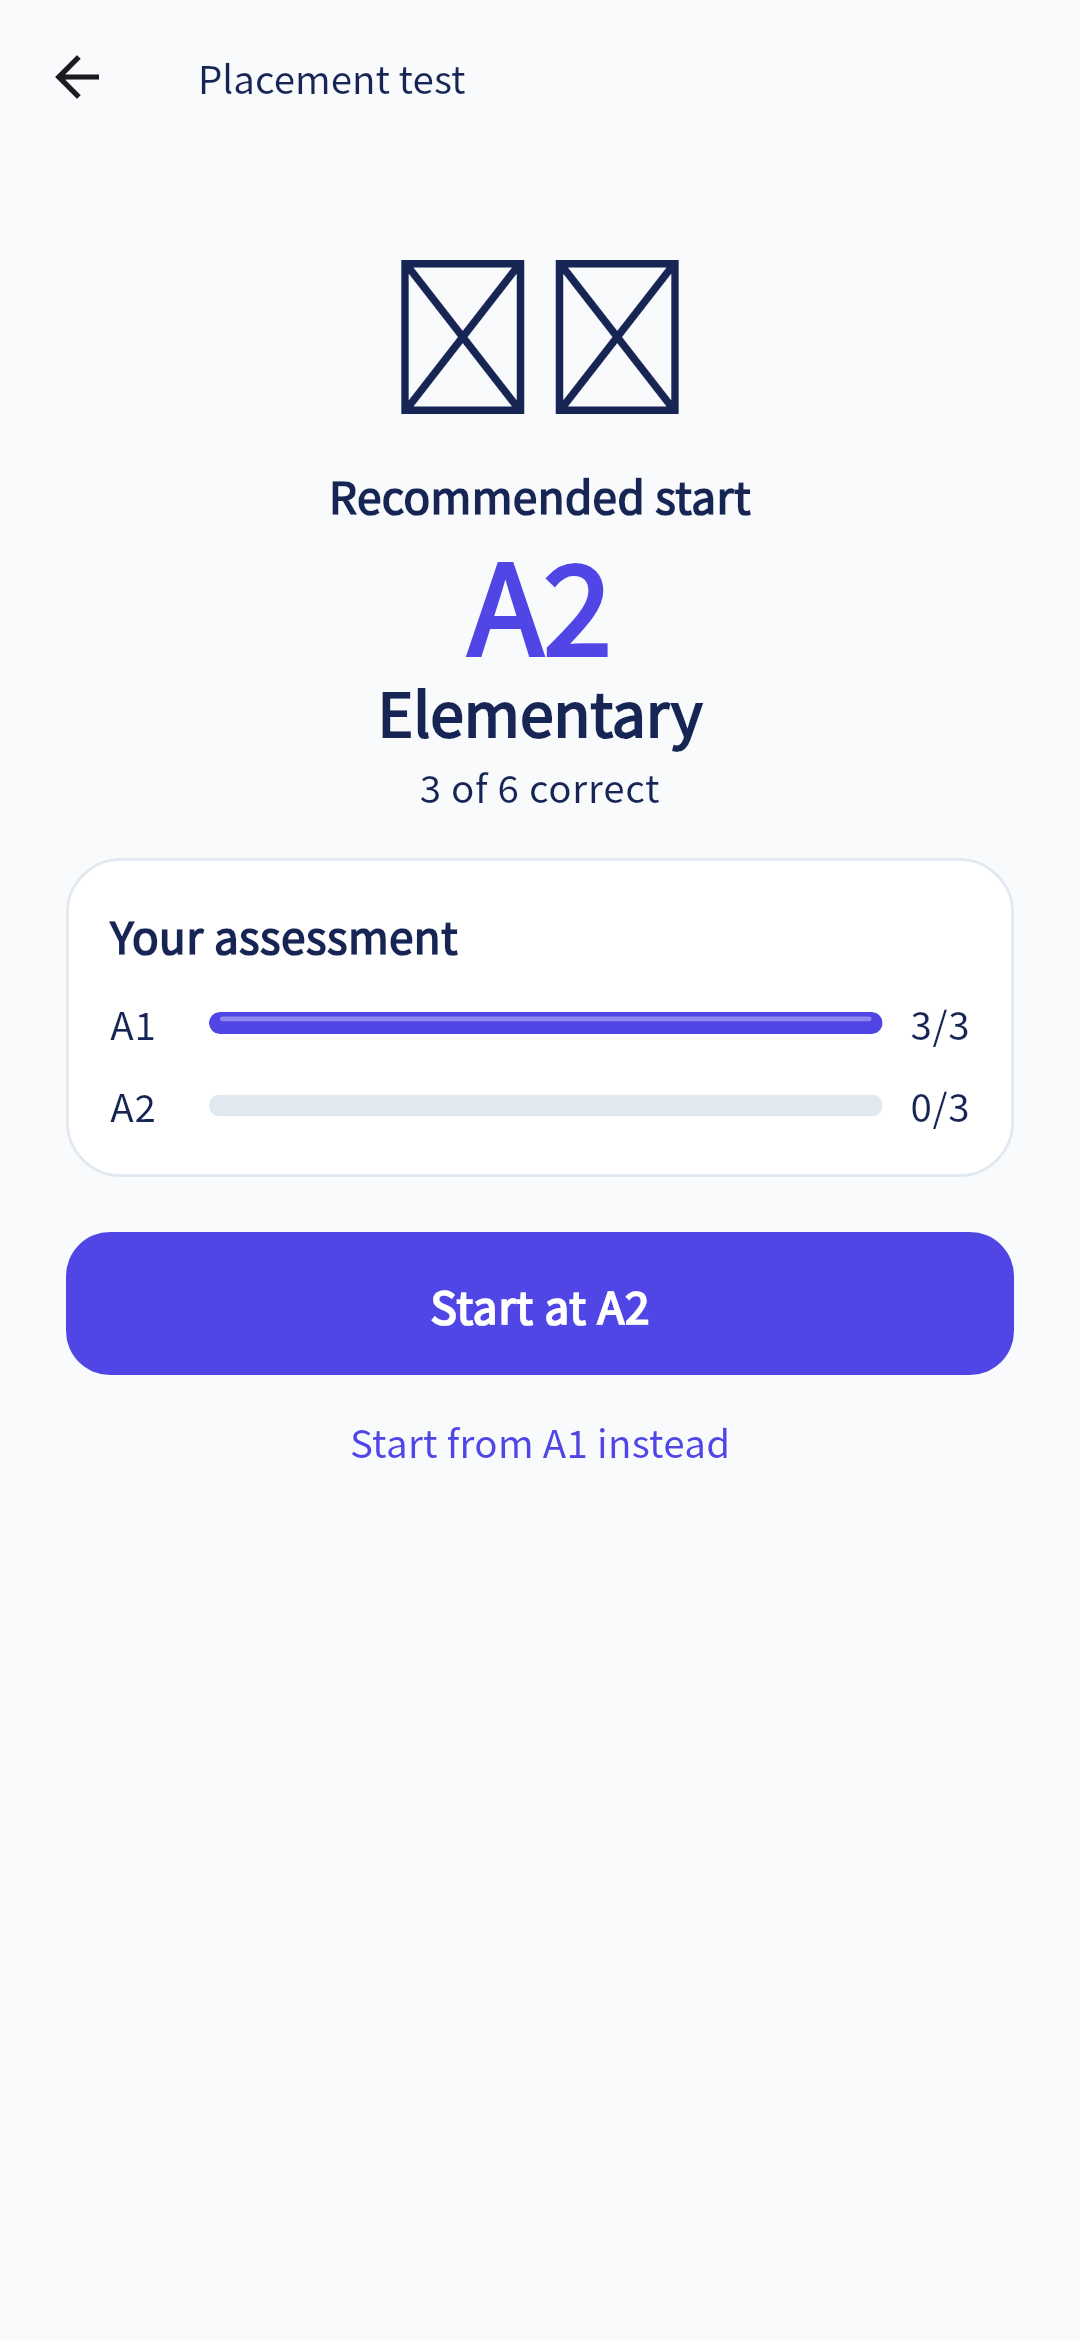 Placement test
Recommended start
A2
Elementary
3 of 6 correct
Your assessment
A1 3/3
A2 0/3
Start at A2
Start from A1 instead